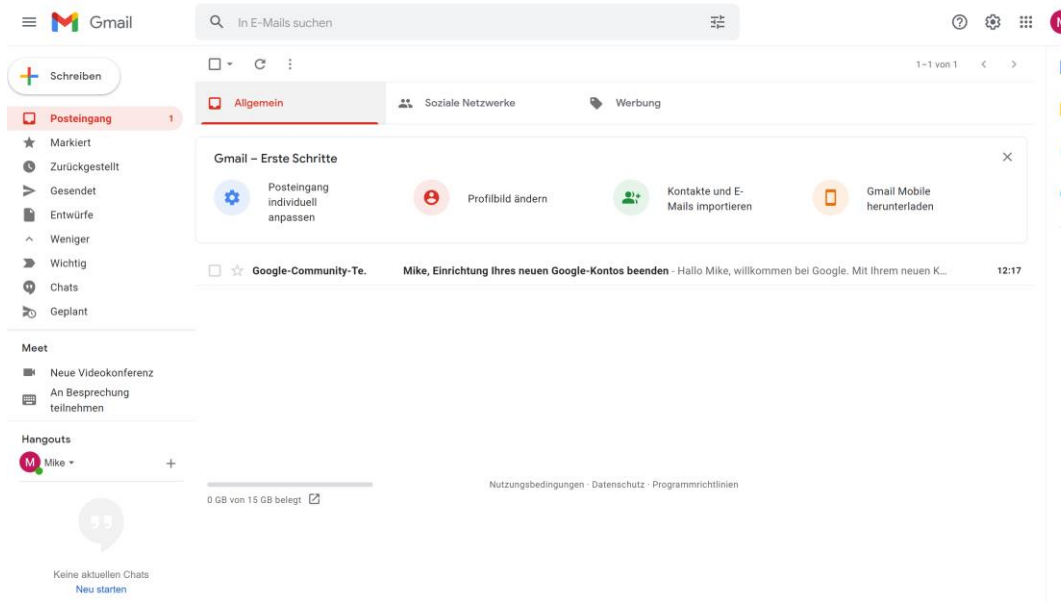 Gmail
In E-Mails suchen
M
Schreiben
1–1 von 1
Allgemein
Soziale Netzwerke
Werbung
Posteingang 1
Markiert
Zurückgestellt
Gesendet
Entwürfe
Weniger
Wichtig
Chats
Geplant
Gmail – Erste Schritte
Posteingang
individuell
anpassen
Profilbild ändern
Kontakte und E-
Mails importieren
Gmail Mobile
herunterladen
Google-Community-Te. Mike, Einrichtung Ihres neuen Google-Kontos beenden - Hallo Mike, willkommen bei Google. Mit Ihrem neuen K... 12:17
Meet
Neue Videokonferenz
An Besprechung
teilnehmen
Hangouts
M Mike
Keine aktuellen Chats
Neu starten
0 GB von 15 GB belegt
Nutzungsbedingungen · Datenschutz · Programmrichtlinien